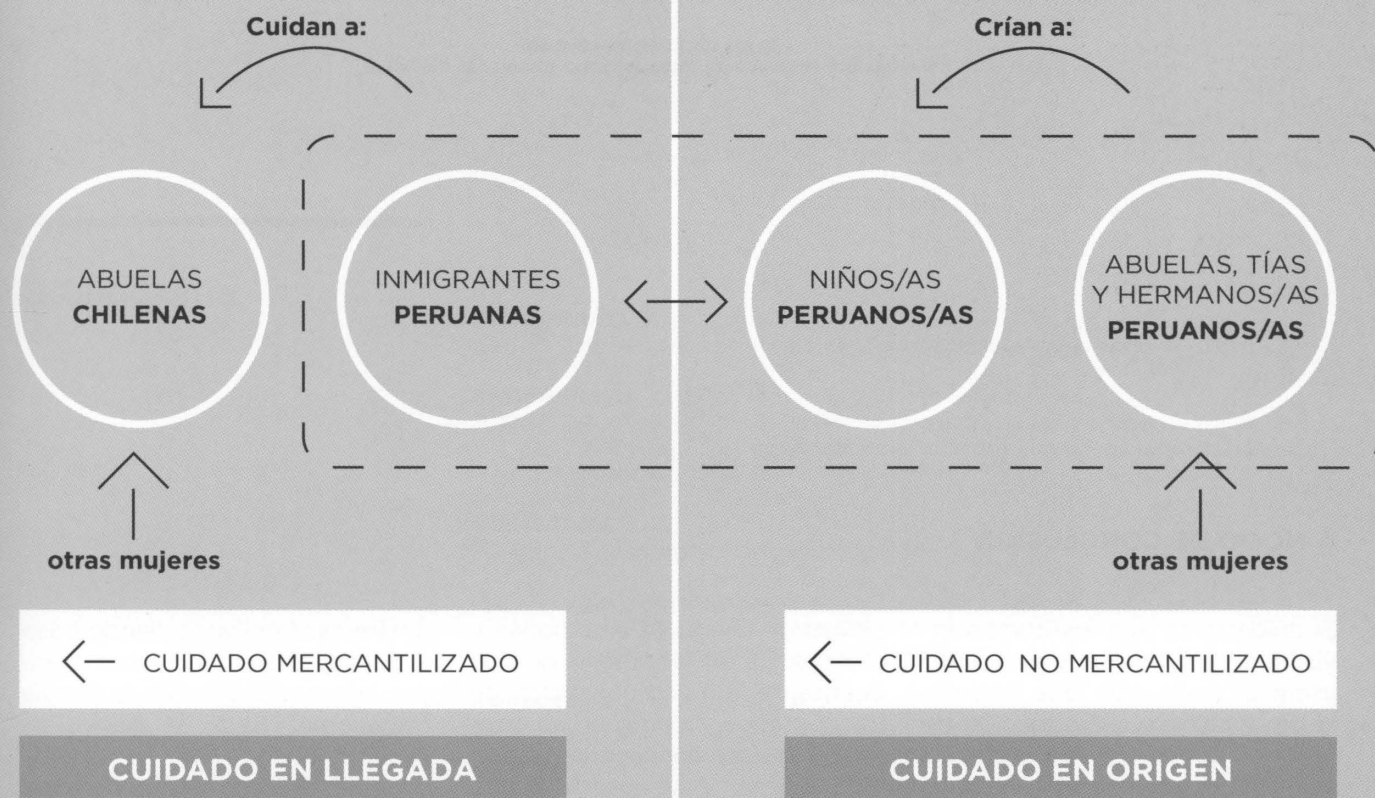 Cuidan a:
Crían a:
ABUELAS
CHILENAS
INMIGRANTES
PERUANAS
NIÑOS/AS
PERUANOS/AS
ABUELAS, TÍAS
Y HERMANOS/AS
PERUANOS/AS
otras mujeres
otras mujeres
CUIDADO MERCANTILIZADO
CUIDADO NO MERCANTILIZADO
CUIDADO EN LLEGADA
CUIDADO EN ORIGEN